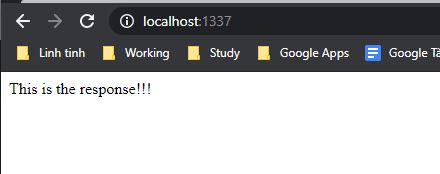 localhost:1337
Linh tinh Working Study Google Apps Google Tà
This is the response!!!